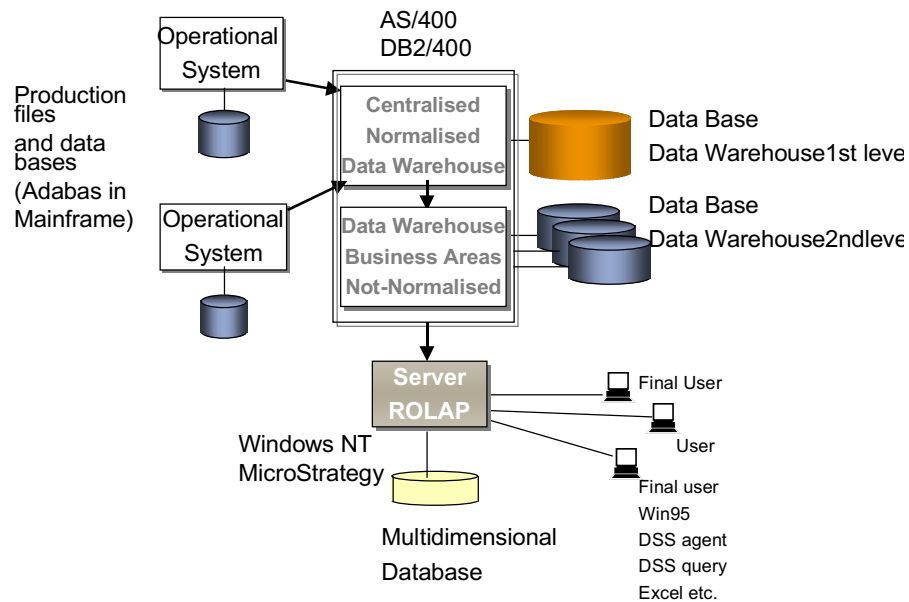 AS/400
DB2/400
Operational
System
Production
files
and data
bases
(Adabas in
Mainframe)
Centralised
Normalised
Data Warehouse
Data Base
Data Warehouse1st leve
Operational
System
Data Warehouse
Business Areas
Not-Normalised
Data Base
Data Warehouse2ndleve
Server
ROLAP
Windows NT
MicroStrategy
Multidimensional
Database
Final User
User
Final user
Win95
DSS agent
DSS query
Excel etc.